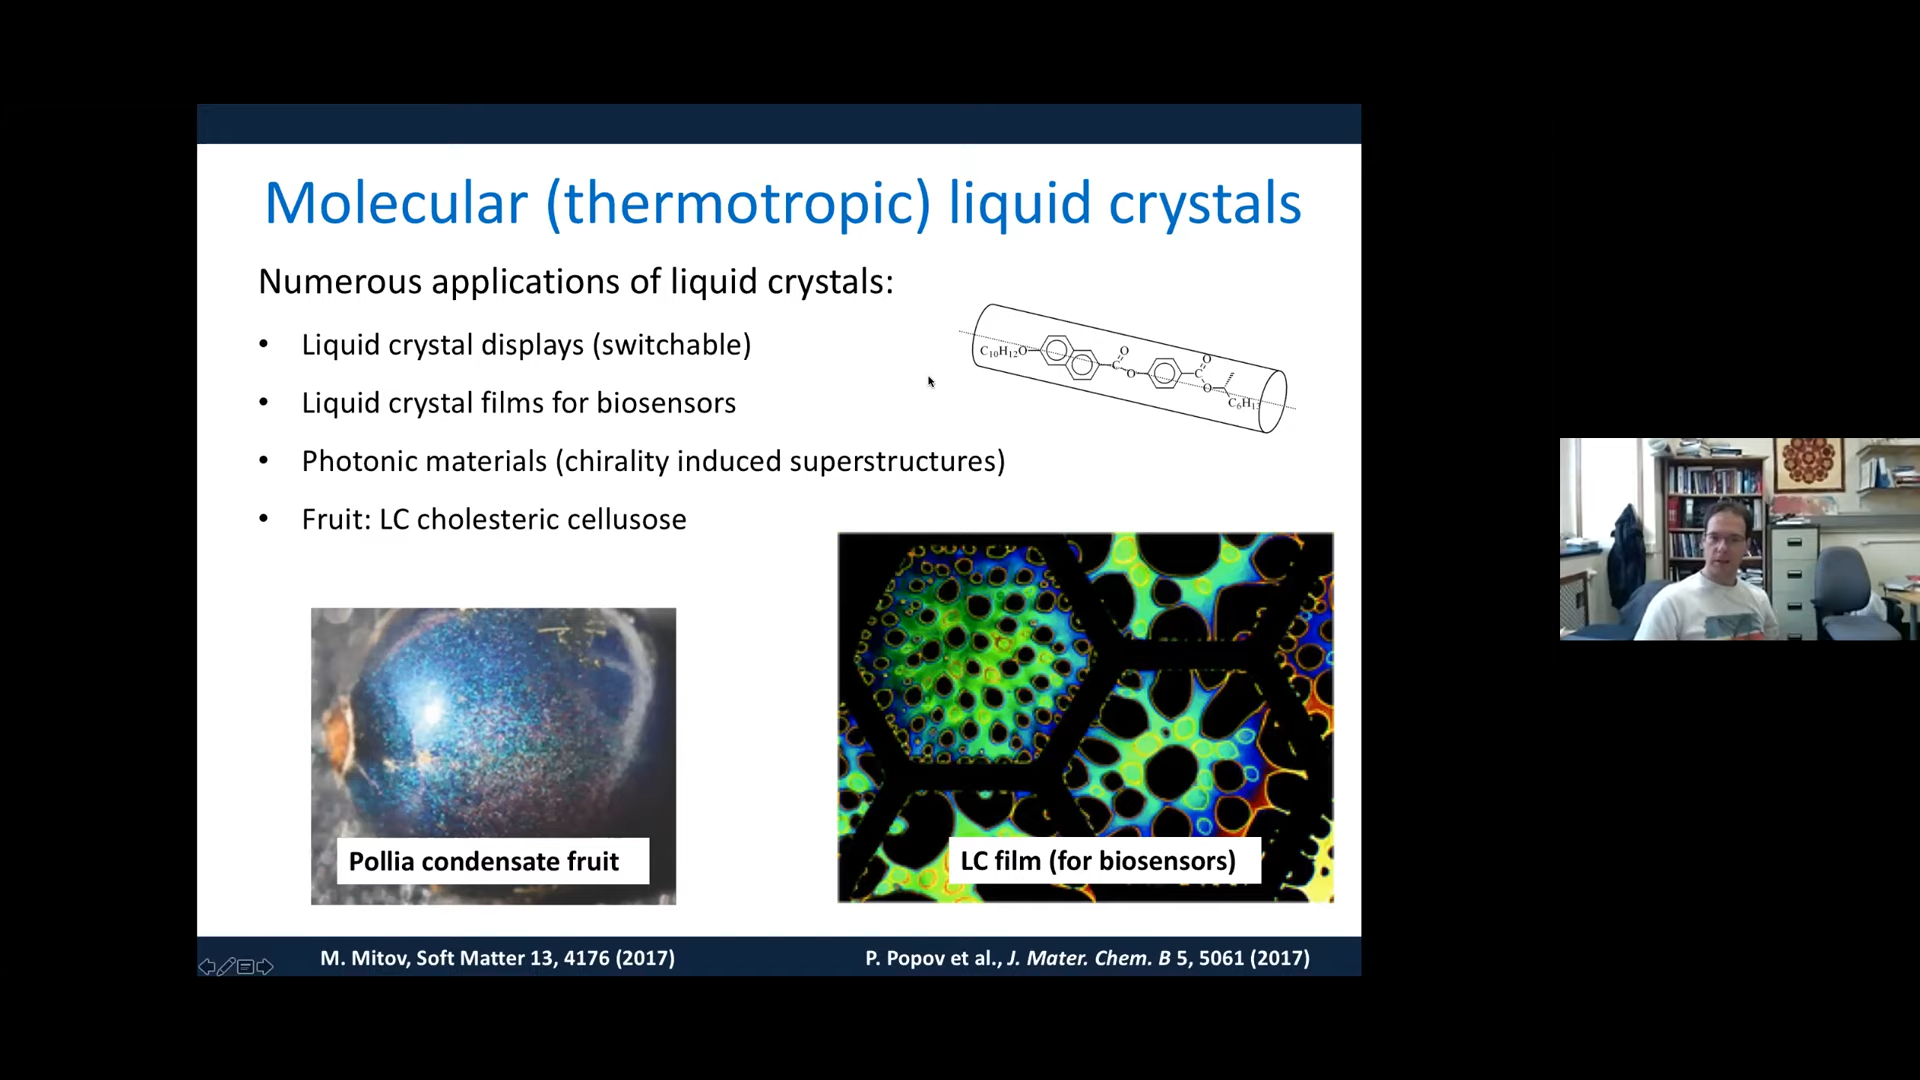 Molecular (thermotropic) liquid crystals
Numerous applications of liquid crystals:
• Liquid crystal displays (switchable)
• Liquid crystal films for biosensors
• Photonic materials (chirality induced superstructures)
• Fruit: LC cholesteric cellusose
C10H12O
C
O
O
C
O
O
C6H13
Pollia condensate fruit
LC film (for biosensors)
M. Mitov, Soft Matter 13, 4176 (2017)
P. Popov et al., J. Mater. Chem. B 5, 5061 (2017)